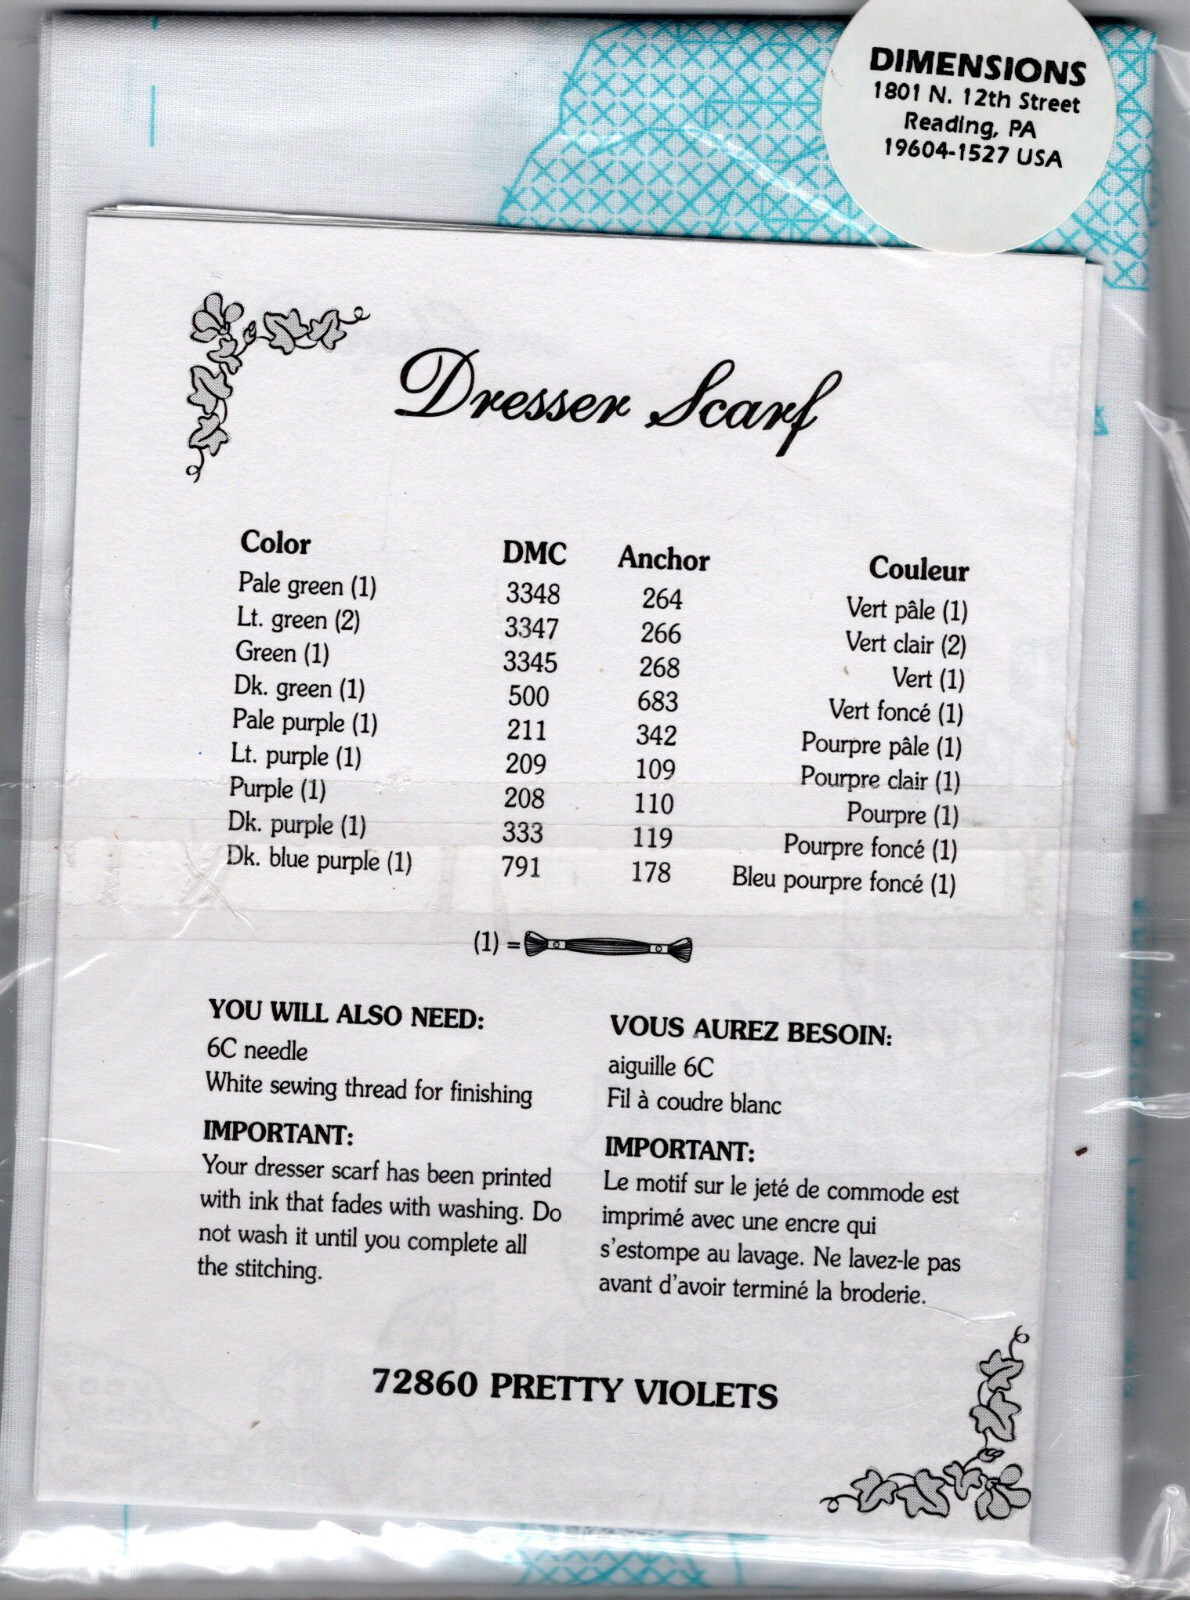 DIMENSIONS
1801 N. 12th Street
Reading, PA
19604-1527 USA
Dresser Scarf
Color DMC Anchor Couleur
Pale green (1) 3348 264 Vert pâle (1)
Lt. green (2) 3347 266 Vert clair (2)
Green (1) 3345 268 Vert (1)
Dk. green (1) 500 683 Vert foncé (1)
Pale purple (1) 211 342 Pourpre pâle (1)
Lt. purple (1) 209 109 Pourpre clair (1)
Purple (1) 208 110 Pourpre (1)
Dk. purple (1) 333 119 Pourpre foncé (1)
Dk. blue purple (1) 791 178 Bleu pourpre foncé (1)
(1) =
YOU WILL ALSO NEED:
6C needle
White sewing thread for finishing
IMPORTANT:
Your dresser scarf has been printed
with ink that fades with washing. Do
not wash it until you complete all
the stitching.
VOUS AUREZ BESOIN:
aiguille 6C
Fil à coudre blanc
IMPORTANT:
Le motif sur le jeté de commode est
imprimé avec une encre qui
s'estompe au lavage. Ne lavez-le pas
avant d'avoir terminé la broderie.
72860 PRETTY VIOLETS